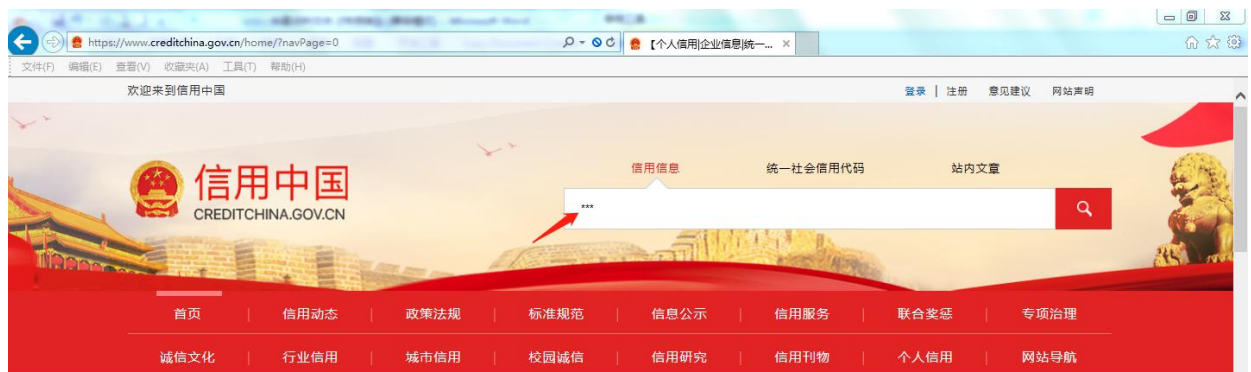 https://www.creditchina.gov.cn/home/?navPage=0
【个人信用|企业信息|统一...
文件(F) 编辑(E) 查看(V) 收藏夹(A) 工具(T) 帮助(H)
欢迎来到信用中国 登录 | 注册 意见建议 网站声明
信用信息 统一社会信用代码 站内文章
信用中国
CREDITCHINA.GOV.CN
***
首页 | 信用动态 | 政策法规 | 标准规范 | 信息公示 | 信用服务 | 联合奖惩 | 专项治理
诚信文化 | 行业信用 | 城市信用 | 校园诚信 | 信用研究 | 信用刊物 | 个人信用 | 网站导航